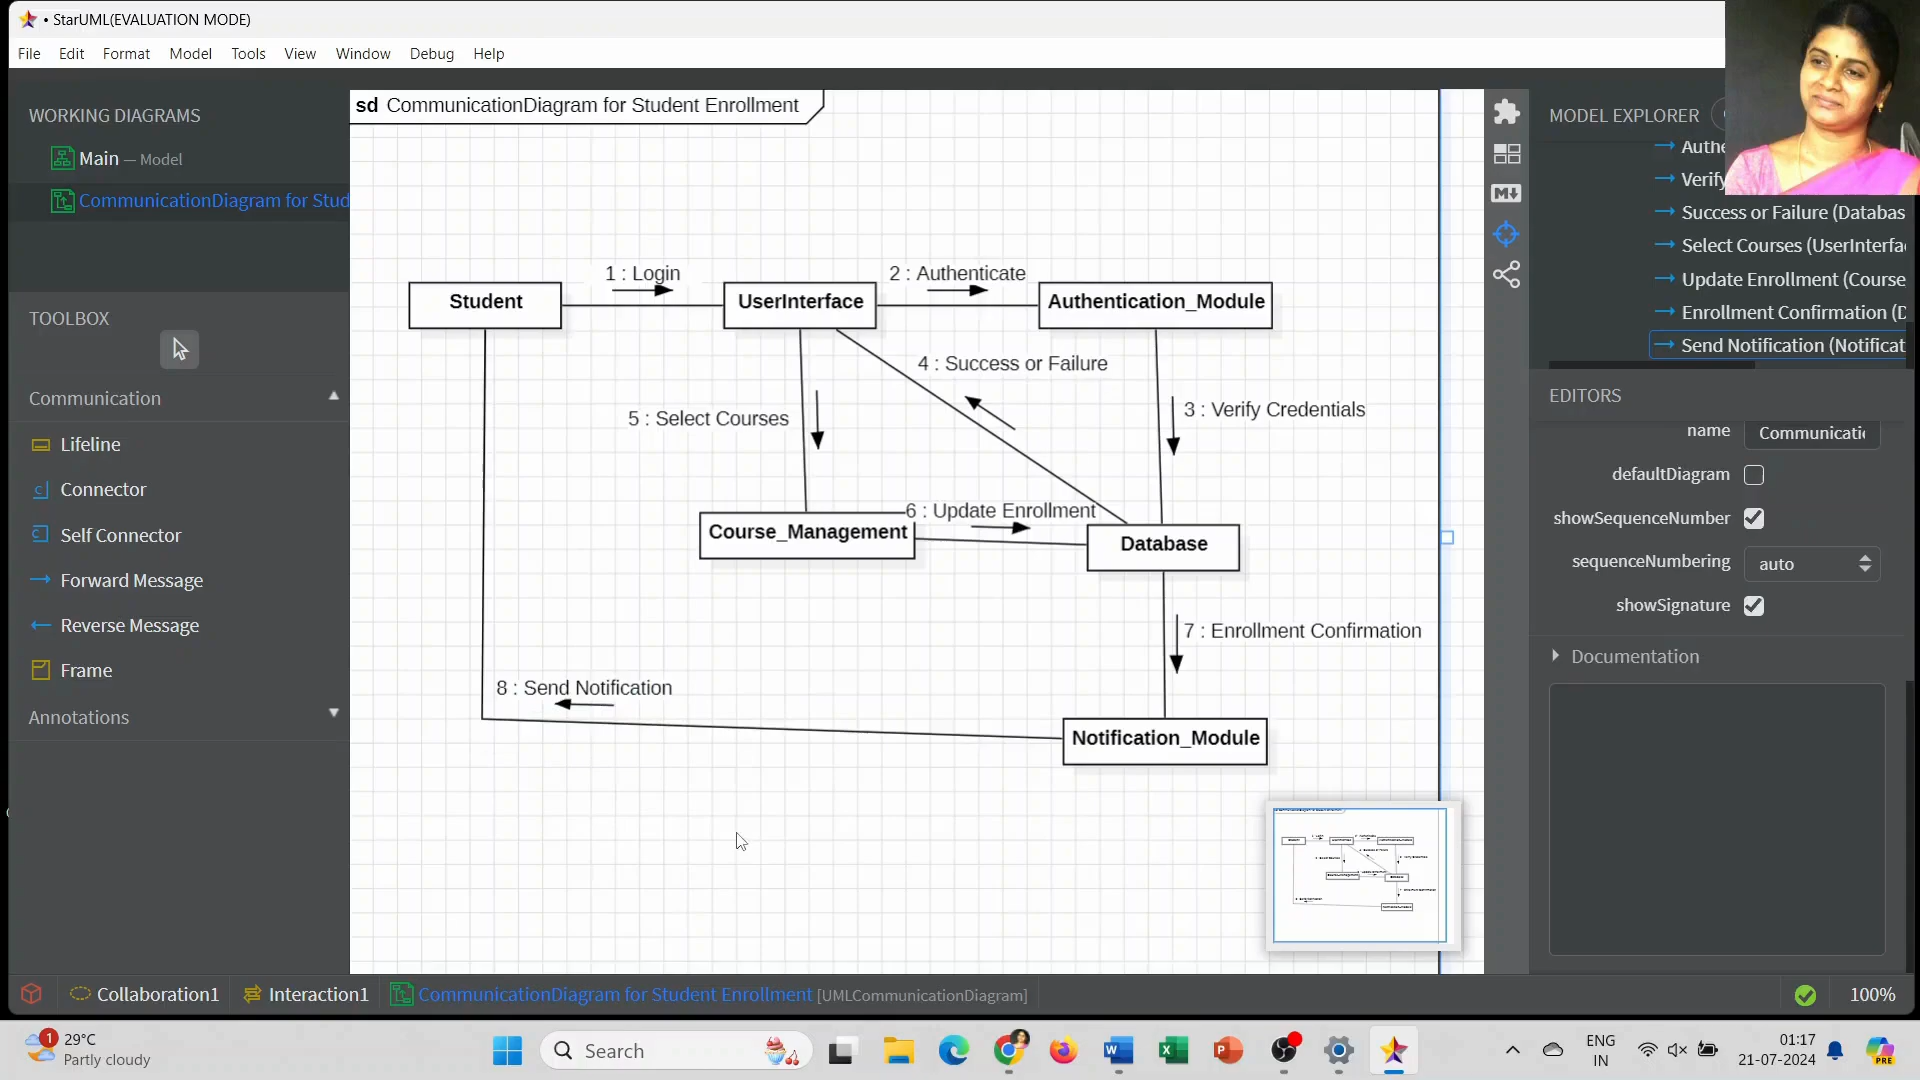 • StarUML(EVALUATION MODE)
File Edit Format Model Tools View Window Debug Help
WORKING DIAGRAMS
Main — Model
CommunicationDiagram for Stud
TOOLBOX
Communication
Lifeline
Connector
Self Connector
Forward Message
Reverse Message
Frame
Annotations
sd CommunicationDiagram for Student Enrollment
1 : Login
2 : Authenticate
Student
UserInterface
Authentication_Module
4 : Success or Failure
5 : Select Courses
3 : Verify Credentials
6 : Update Enrollment
Course_Management
Database
7 : Enrollment Confirmation
8 : Send Notification
Notification_Module
MODEL EXPLORER
Authe
Verify
Success or Failure (Databas
Select Courses (UserInterfa
Update Enrollment (Course
Enrollment Confirmation (D
Send Notification (Notificat
EDITORS
name Communicati
defaultDiagram
showSequenceNumber
sequenceNumbering auto
showSignature
Documentation
Collaboration1 Interaction1 CommunicationDiagram for Student Enrollment [UMLCommunicationDiagram] 100%
1 29°C
Partly cloudy
Search
ENG
IN
01:17
21-07-2024
PRE